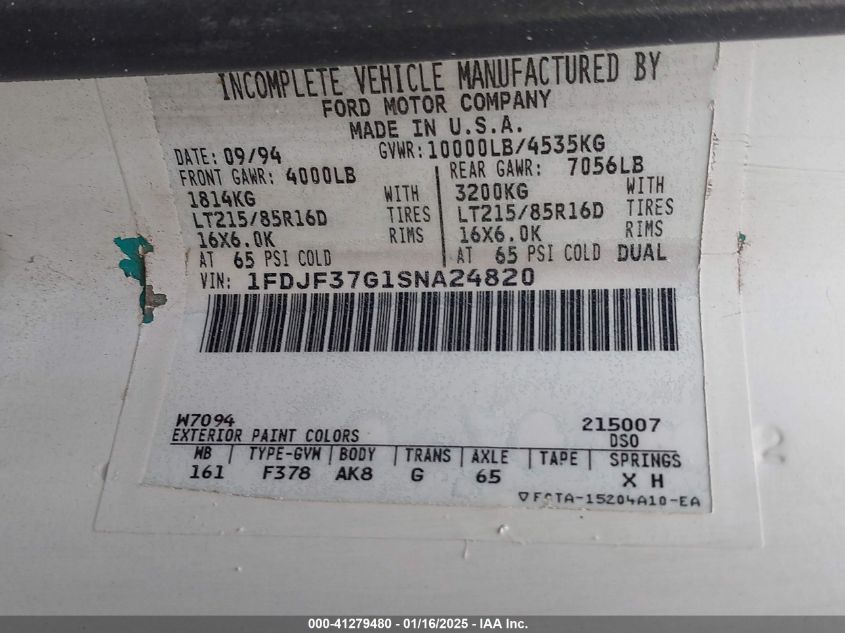 INCOMPLETE VEHICLE MANUFACTURED BY
FORD MOTOR COMPANY
MADE IN U.S.A.
DATE: 09/94 GVWR: 10000LB/4535KG
FRONT GAWR: 4000LB REAR GAWR: 7056LB
1814KG WITH 3200KG WITH
LT215/85R16D TIRES LT215/85R16D TIRES
16X6.0K RIMS 16X6.0K RIMS
AT 65 PSI COLD AT 65 PSI COLD DUAL
VIN: 1FDJF37G1SNA24820
W7094 215007
EXTERIOR PAINT COLORS DSO
WB | TYPE-GVW | BODY | TRANS | AXLE | TAPE | SPRINGS
161 F378 AK8 G 65 X H
2
000-41279480 - 01/16/2025 - IAA Inc.